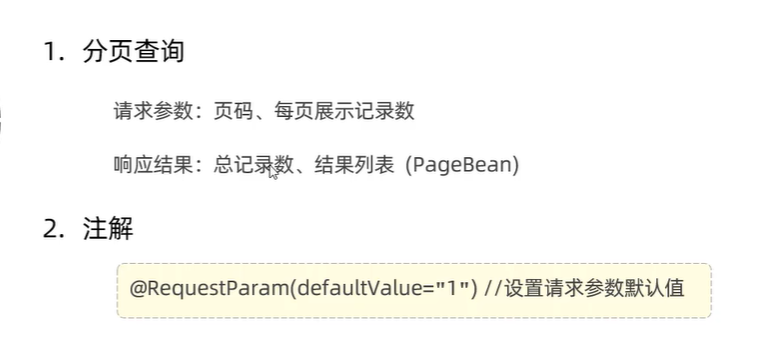 1. 分页查询
请求参数：页码、每页展示记录数
响应结果：总记录数、结果列表 (PageBean)
2. 注解
@RequestParam(defaultValue="1") //设置请求参数默认值